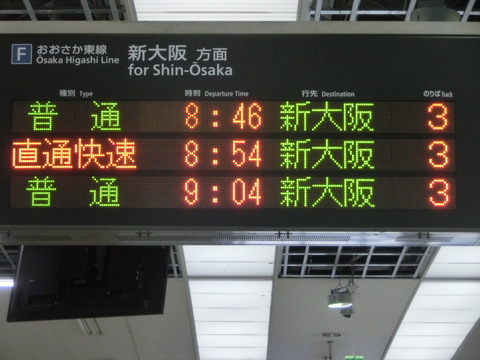 F おおさか東線 Ōsaka Higashi Line 新大阪 方面 for Shin-Ōsaka
種別 Type 時刻 Departure Time 行先 Destination のりば Track
普通 8:46 新大阪 3
直通快速 8:54 新大阪 3
普通 9:04 新大阪 3